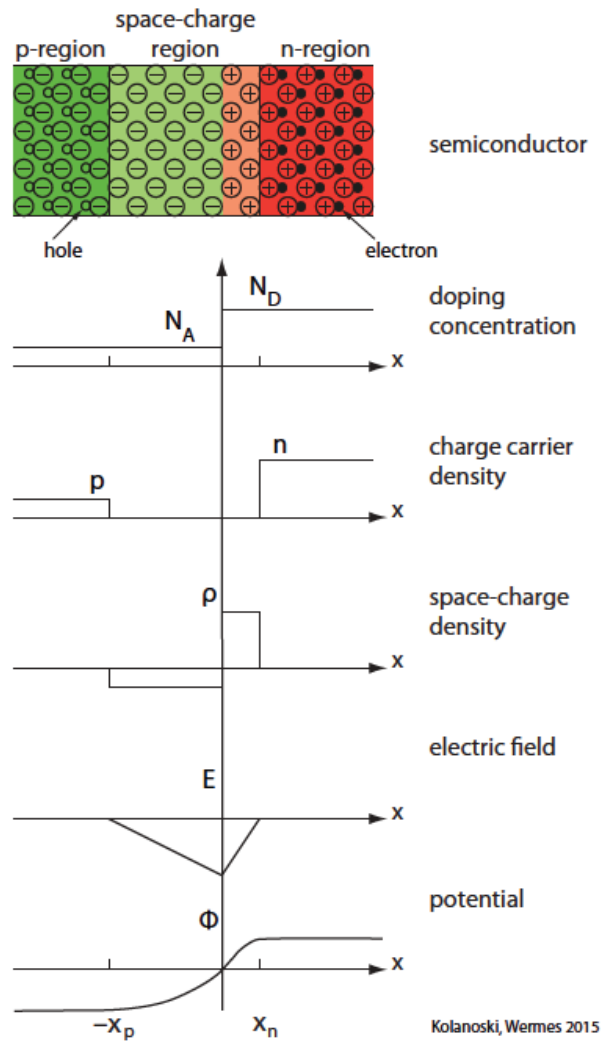 space-charge
p-region region n-region
semiconductor
hole electron
N_D
N_A
doping
concentration
x
n
p
charge carrier
density
x
ρ
space-charge
density
x
electric field
E
x
potential
Φ
x
−x_p x_n
Kolanoski, Wermes 2015